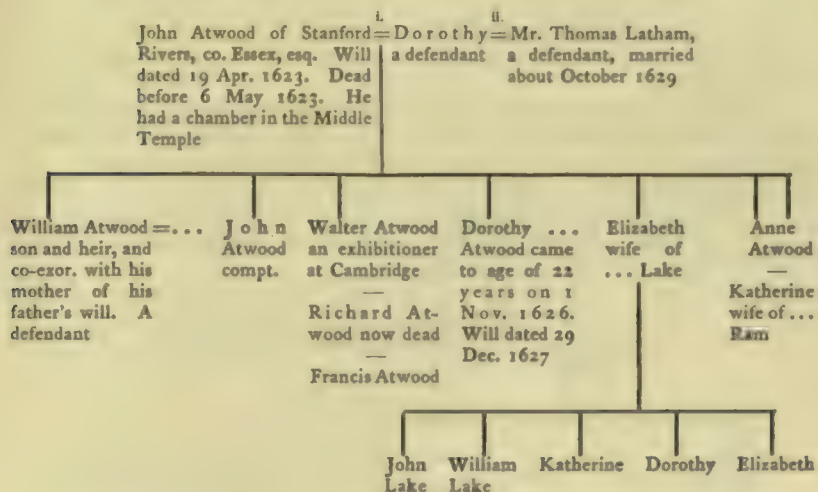 i. ii.
John Atwood of Stanford = Dorothy = Mr. Thomas Latham,
Rivers, co. Essex, esq. Will a defendant a defendant, married
dated 19 Apr. 1623. Dead about October 1629
before 6 May 1623. He
had a chamber in the Middle
Temple
William Atwood =...
son and heir, and
co-exor. with his
mother of his
father's will. A
defendant
John
Atwood
compt.
Walter Atwood
an exhibitioner
at Cambridge
—
Richard At-
wood now dead
—
Francis Atwood
Dorothy ...
Atwood came
to age of 22
years on 1
Nov. 1626.
Will dated 29
Dec. 1627
Elizabeth
wife of
... Lake
Anne
Atwood
—
Katherine
wife of ...
Ram
John
Lake
William
Lake
Katherine
Dorothy
Elizabeth